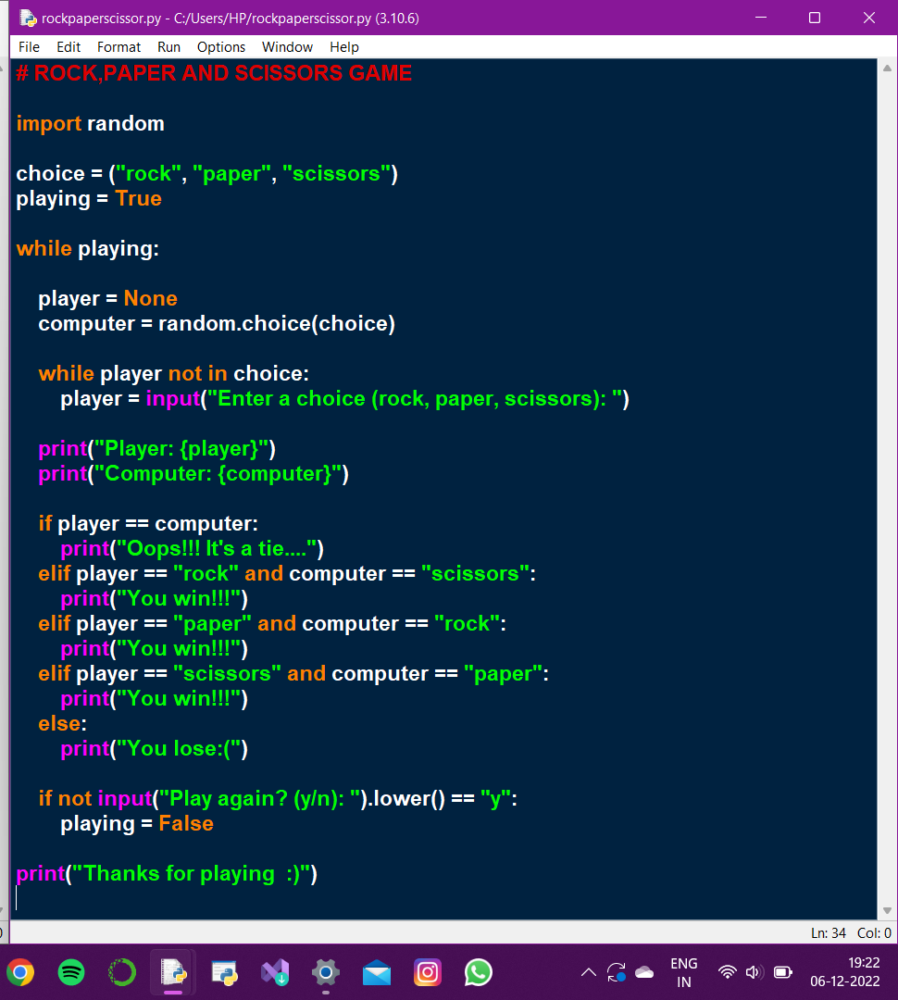 rockpaperscissor.py - C:/Users/HP/rockpaperscissor.py (3.10.6)
File Edit Format Run Options Window Help
# ROCK,PAPER AND SCISSORS GAME
import random
choice = ("rock", "paper", "scissors")
playing = True
while playing:
    player = None
    computer = random.choice(choice)
    while player not in choice:
        player = input("Enter a choice (rock, paper, scissors): ")
    print("Player: {player}")
    print("Computer: {computer}")
    if player == computer:
        print("Oops!!! It's a tie....")
    elif player == "rock" and computer == "scissors":
        print("You win!!!")
    elif player == "paper" and computer == "rock":
        print("You win!!!")
    elif player == "scissors" and computer == "paper":
        print("You win!!!")
    else:
        print("You lose:(")
    if not input("Play again? (y/n): ").lower() == "y":
        playing = False
print("Thanks for playing  :)")
Ln: 34 Col: 0
ENG
IN
19:22
06-12-2022